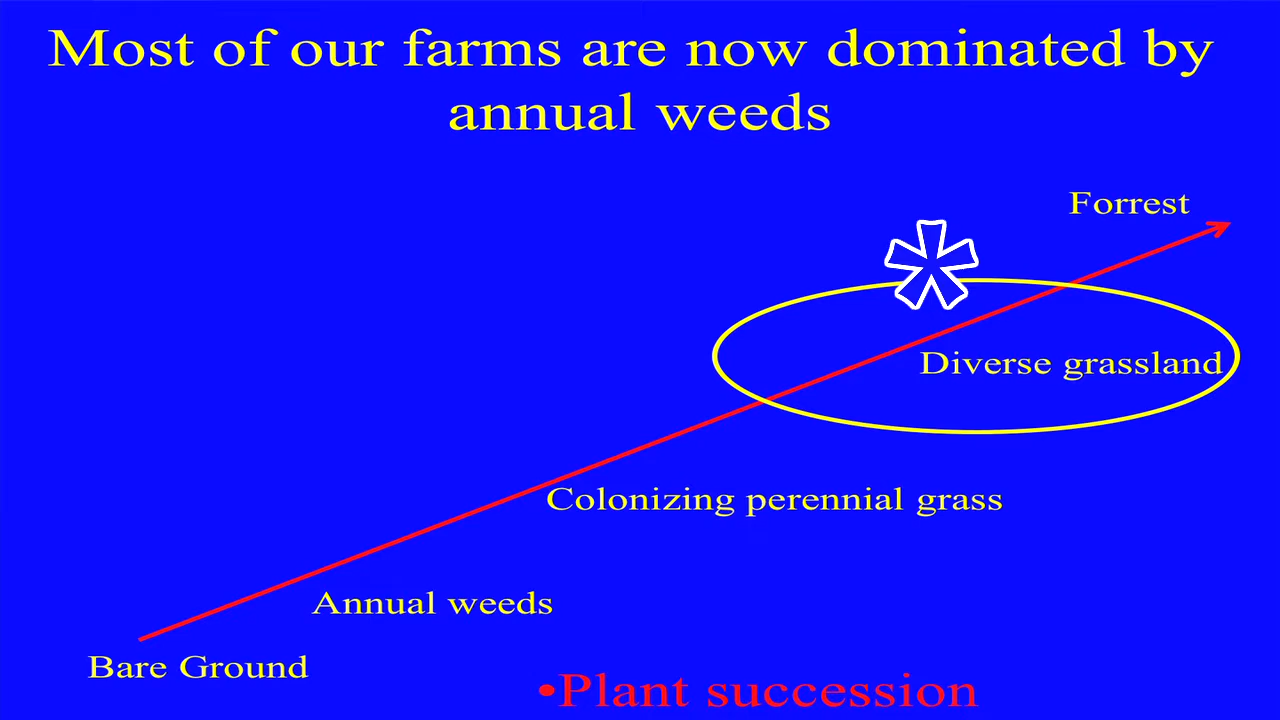 Most of our farms are now dominated by
annual weeds
Forrest
Diverse grassland
Colonizing perennial grass
Annual weeds
Bare Ground
•Plant succession